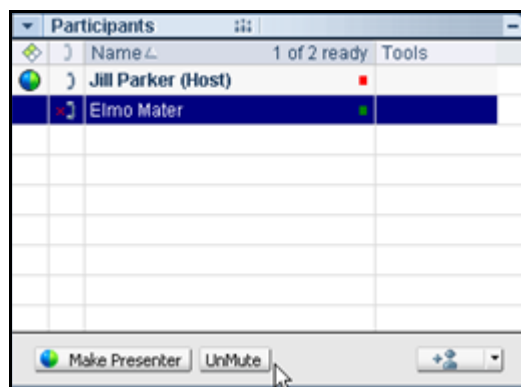 Participants
Name 1 of 2 ready Tools
Jill Parker (Host)
Elmo Mater
Make Presenter UnMute